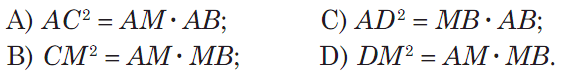 A) AC² = AM · AB; C) AD² = MB · AB;
B) CM² = AM · MB; D) DM² = AM · MB.